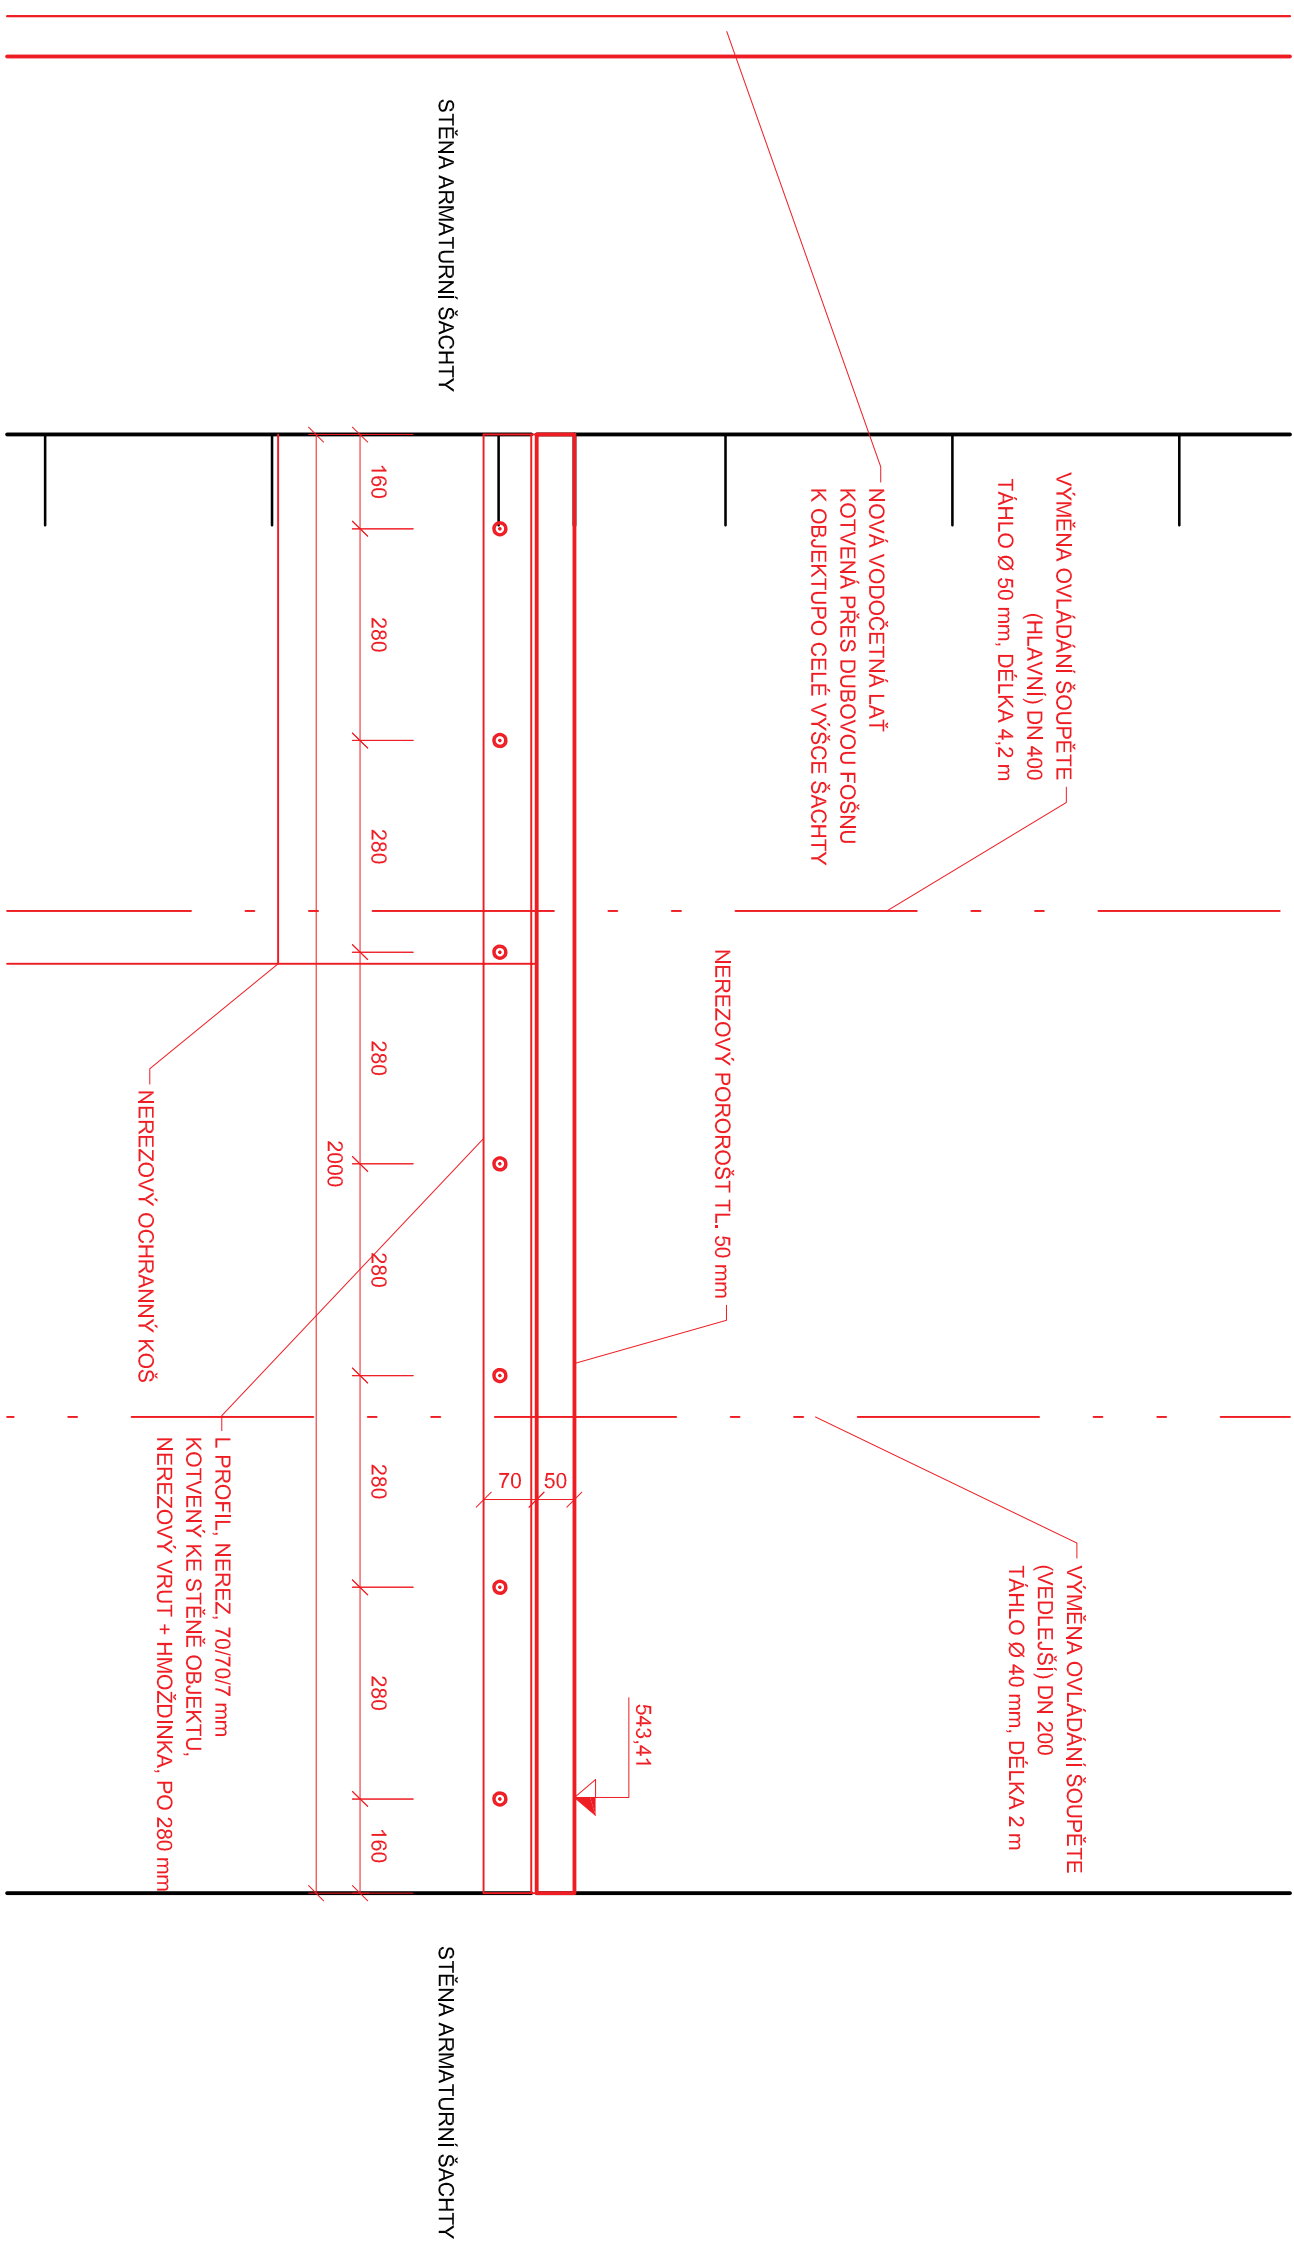 STĚNA ARMATURNÍ ŠACHTY
VÝMĚNA OVLÁDÁNÍ ŠOUPĚTE
(HLAVNÍ) DN 400
TÁHLO Ø 50 mm, DÉLKA 4,2 m
NOVÁ VODOČETNÁ LAŤ
KOTVENÁ PŘES DUBOVOU FOŠNU
K OBJEKTUPO CELÉ VÝŠCE ŠACHTY
VÝMĚNA OVLÁDÁNÍ ŠOUPĚTE
(VEDLEJŠÍ) DN 200
TÁHLO Ø 40 mm, DÉLKA 2 m
NEREZOVÝ POROROŠT TL. 50 mm
543,41
50
70
160
280
280
280
280
280
280
160
2000
NEREZOVÝ OCHRANNÝ KOŠ
L PROFIL, NEREZ, 70/70/7 mm
KOTVENÝ KE STĚNĚ OBJEKTU,
NEREZOVÝ VRUT + HMOŽDINKA, PO 280 mm
STĚNA ARMATURNÍ ŠACHTY